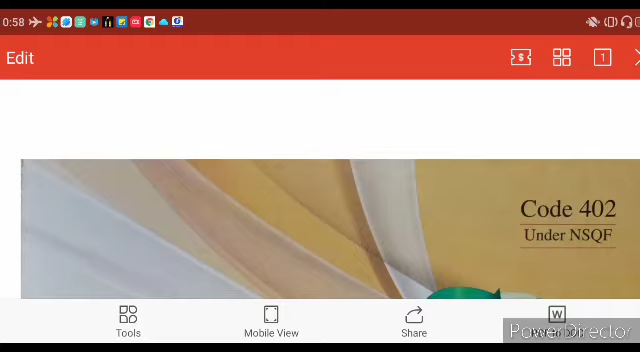 0:58
Edit
$
1
Code 402
Under NSQF
W
Tools
Mobile View
Share
PowerDirector